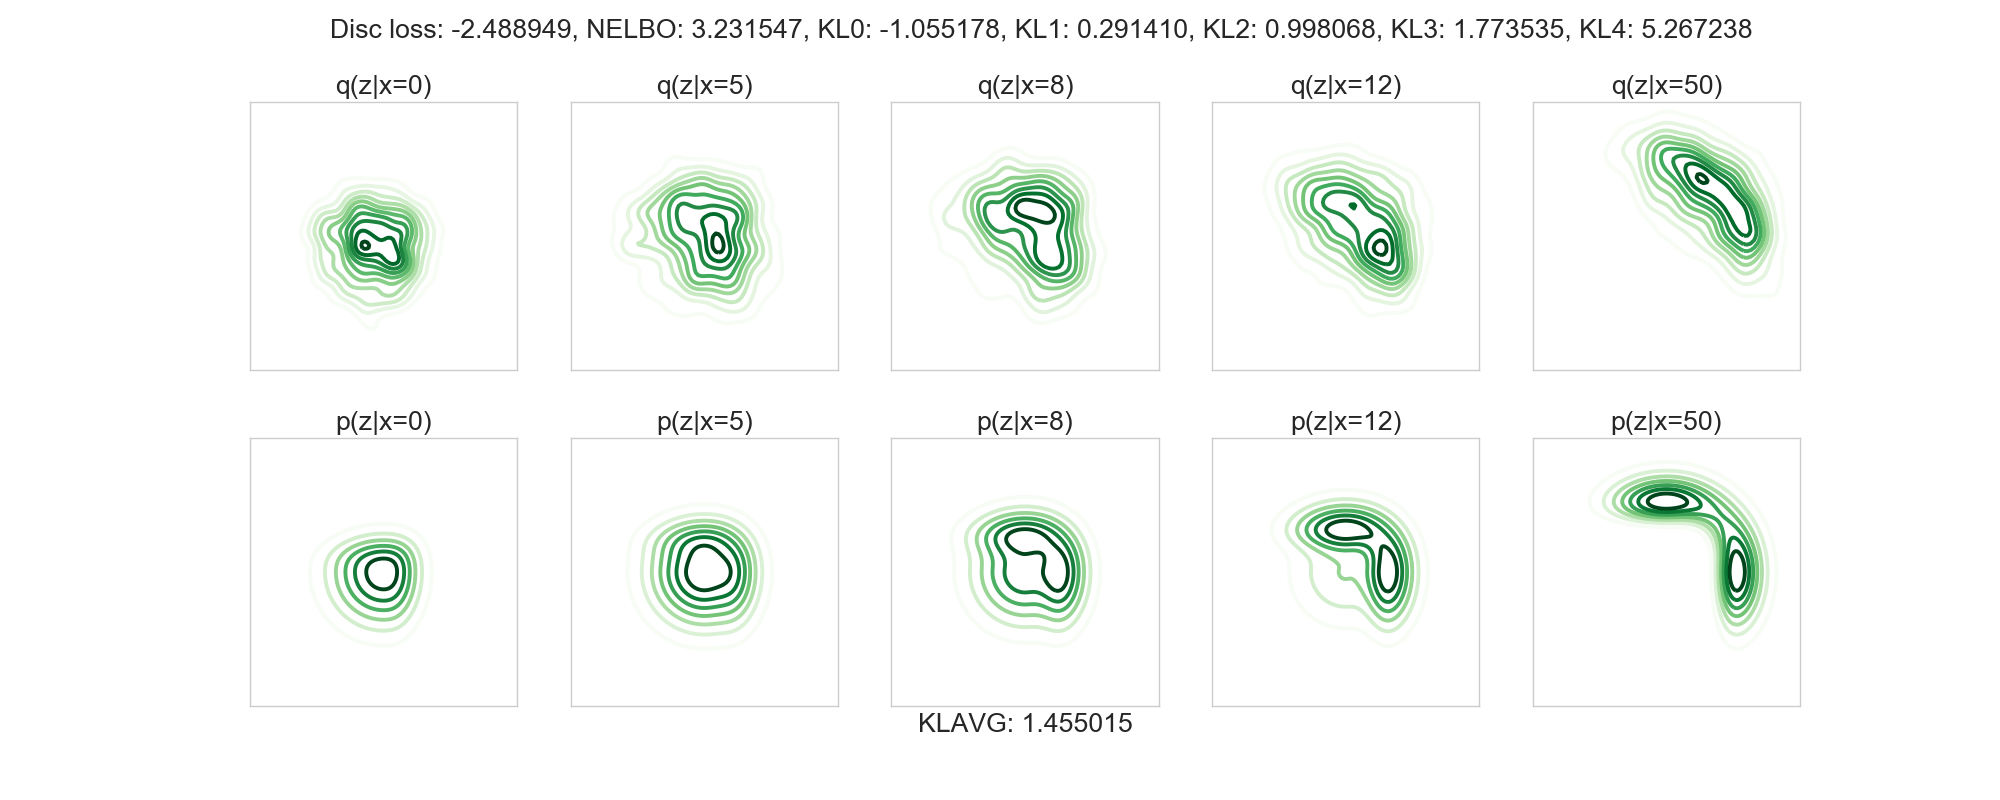 Disc loss: -2.488949, NELBO: 3.231547, KL0: -1.055178, KL1: 0.291410, KL2: 0.998068, KL3: 1.773535, KL4: 5.267238
q(z|x=0) q(z|x=5) q(z|x=8) q(z|x=12) q(z|x=50)
p(z|x=0) p(z|x=5) p(z|x=8) p(z|x=12) p(z|x=50)
KLAVG: 1.455015